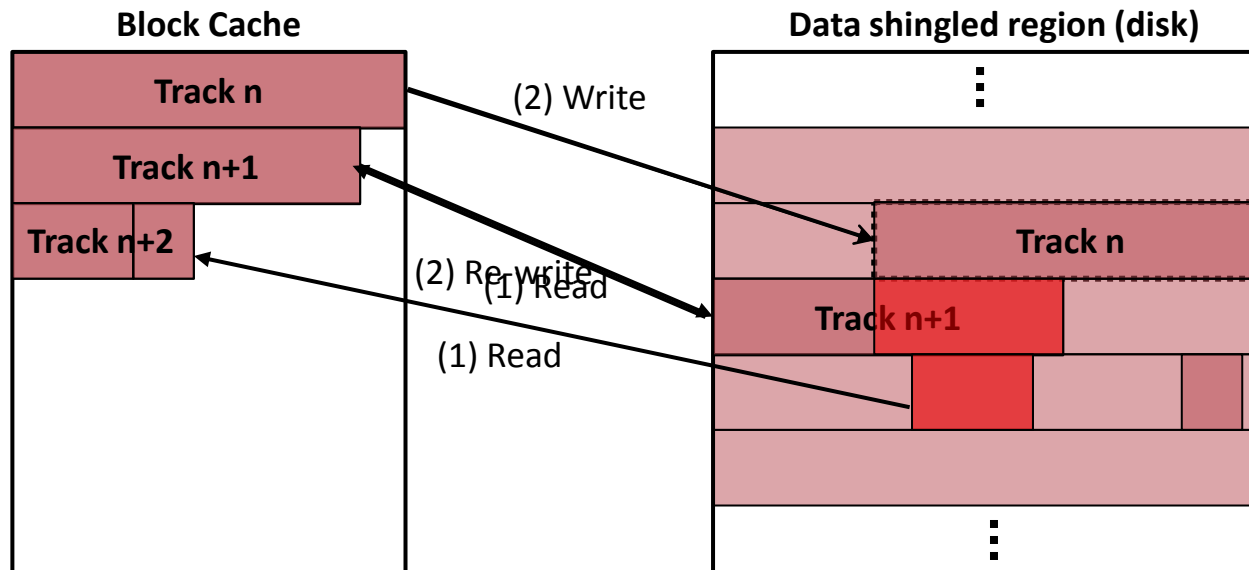 Block Cache
Data shingled region (disk)
Track n
(2) Write
Track n+1
Track n
Track n+2
(2) Re-write
(1) Read
Track n+1
(1) Read